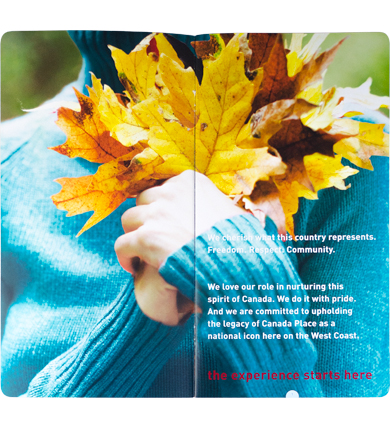 We cherish what this country represents.
Freedom. Respect. Community.
We love our role in nurturing this
spirit of Canada. We do it with pride.
And we are committed to upholding
the legacy of Canada Place as a
national icon here on the West Coast.
the experience starts here